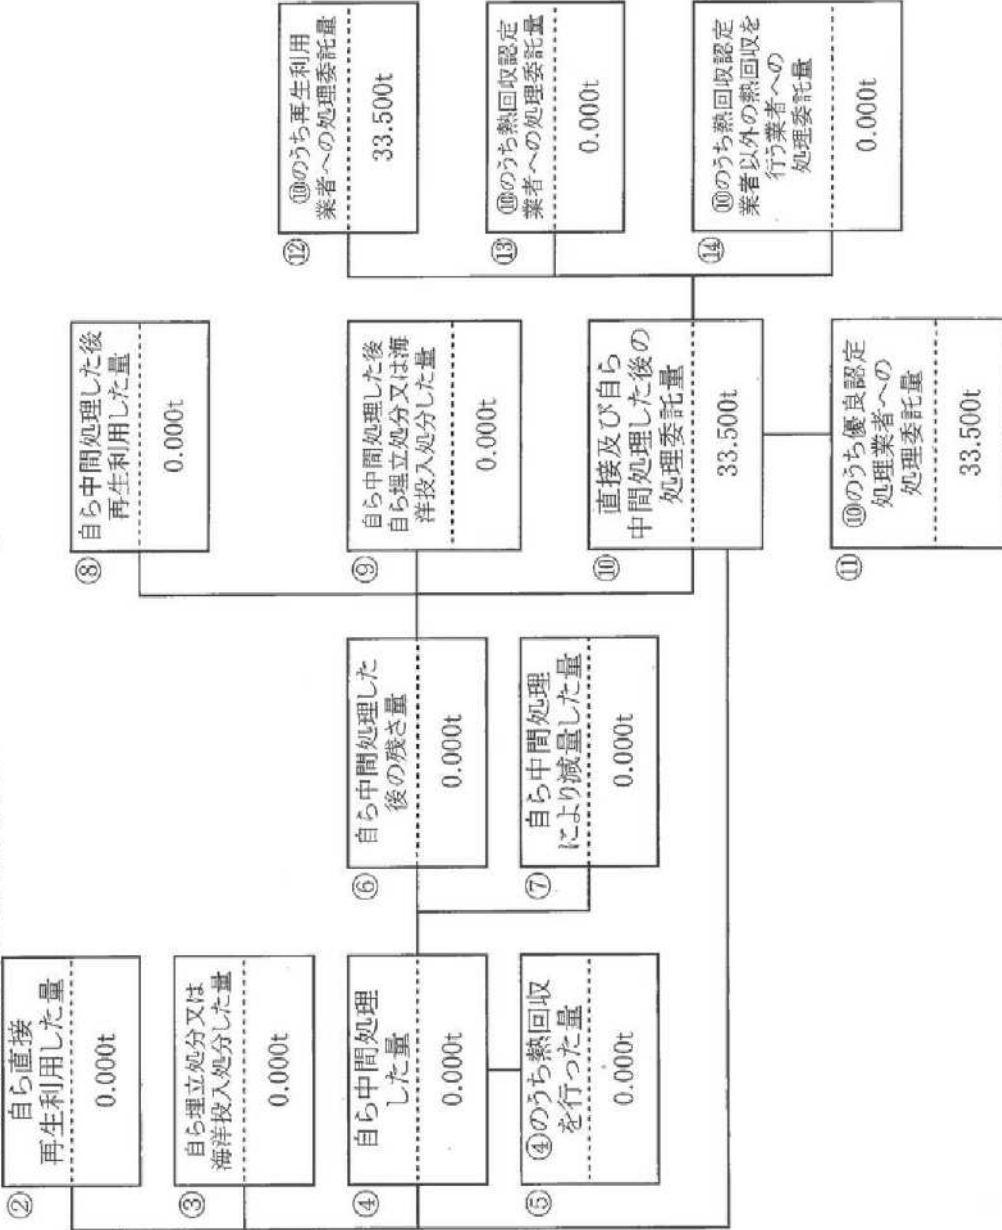 ②
自ら直接
再生利用した量
0.000t
③
自ら埋立処分又は
海洋投入処分した量
0.000t
④
自ら中間処理
した量
0.000t
⑤
④のうち熱回収
を行った量
0.000t
⑥
自ら中間処理した
後の残さ量
0.000t
⑦
自ら中間処理
により減量した量
0.000t
⑧
自ら中間処理した後
再生利用した量
0.000t
⑨
自ら中間処理した後
自ら埋立処分又は海
洋投入処分した量
0.000t
⑩
直接及び自ら
中間処理した後の
処理委託量
33.500t
⑪
⑩のうち優良認定
処理業者への
処理委託量
33.500t
⑫
⑩のうち再生利用
業者への処理委託量
33.500t
⑬
⑩のうち熱回収認定
業者への処理委託量
0.000t
⑭
⑩のうち熱回収認定
業者以外の熱回収を
行う業者への
処理委託量
0.000t